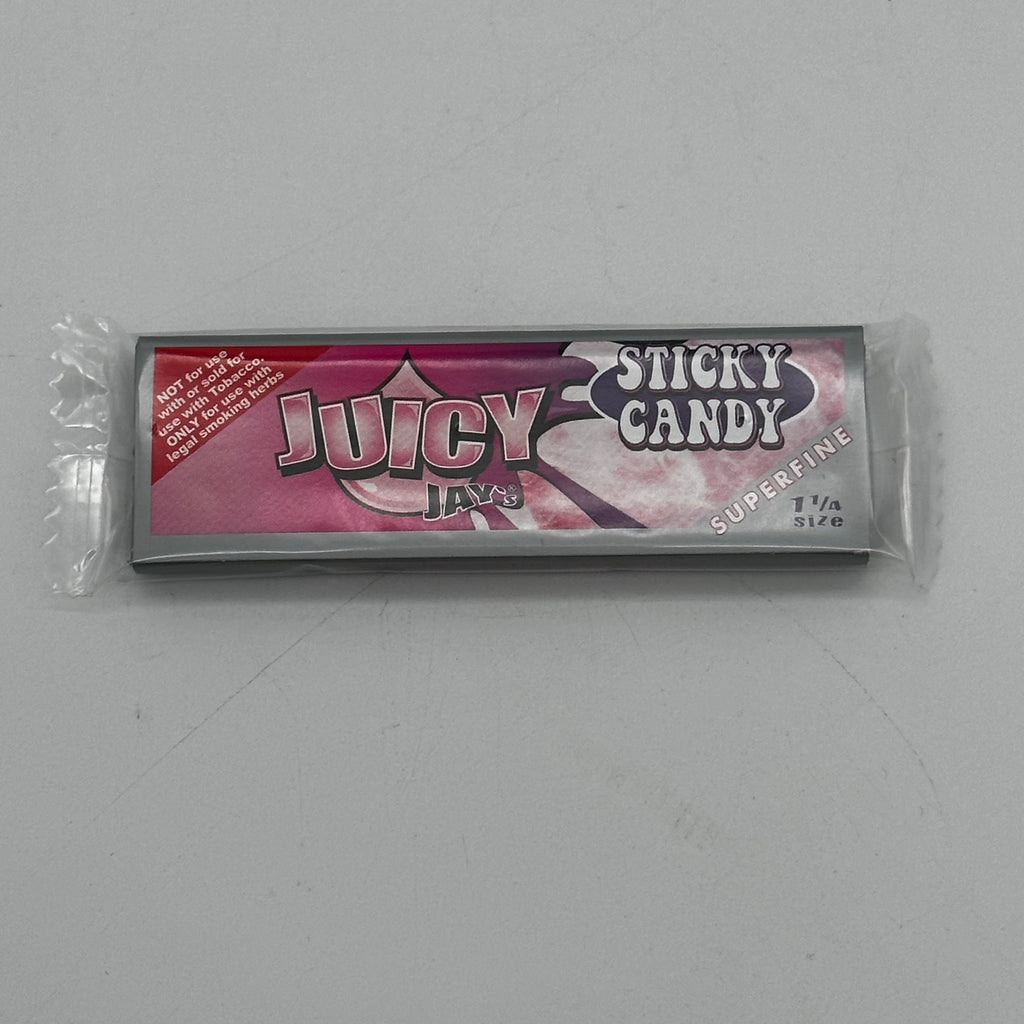 NOT for use
with or sold for
use with Tobacco.
ONLY for use with
legal smoking herbs
JUICY
JAY's®
STICKY
CANDY
SUPERFINE
1 1/4
size